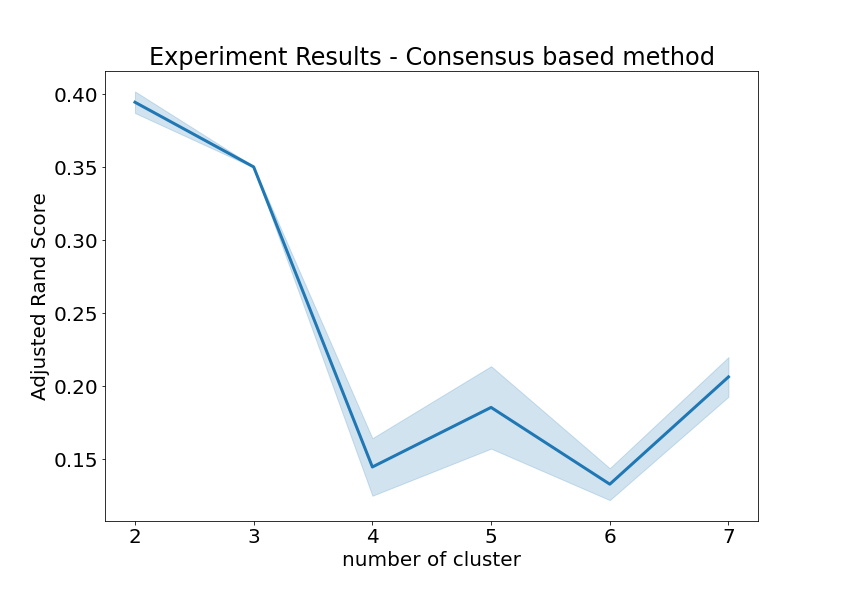 Experiment Results - Consensus based method
Adjusted Rand Score
0.40
0.35
0.30
0.25
0.20
0.15
2 3 4 5 6 7
number of cluster